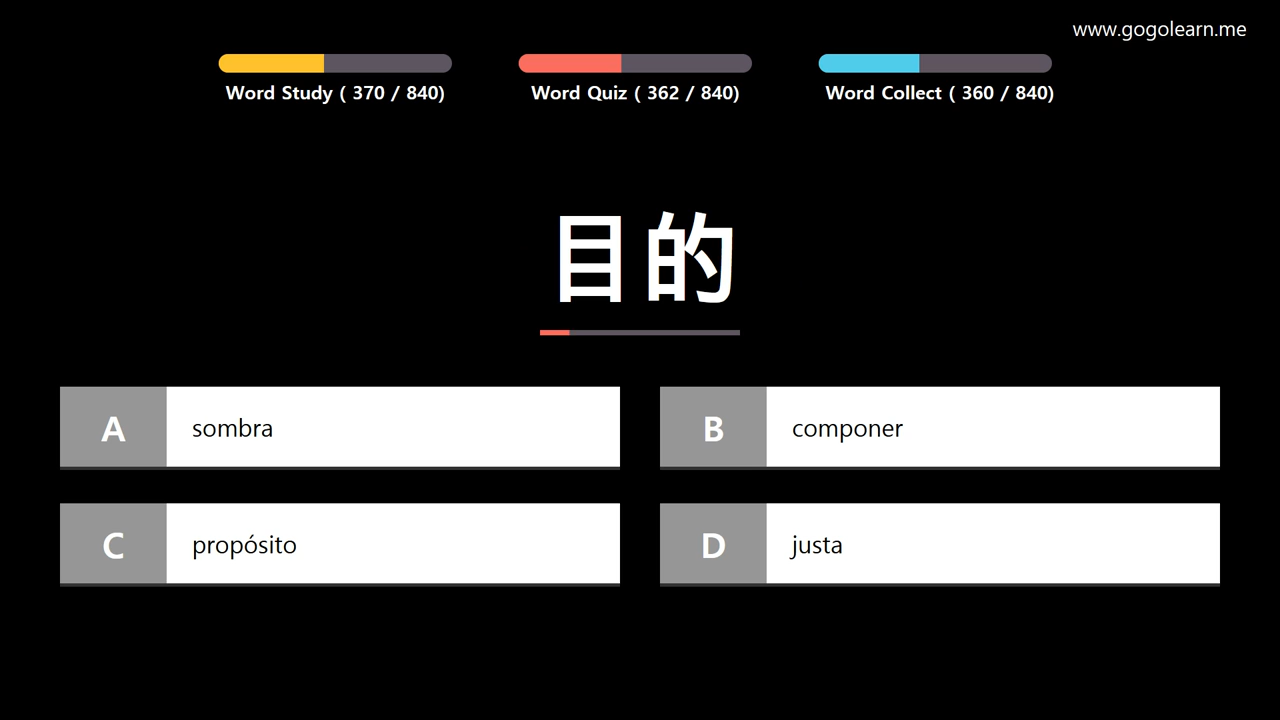 www.gogolearn.me
Word Study ( 370 / 840)
Word Quiz ( 362 / 840)
Word Collect ( 360 / 840)
目的
A sombra
B componer
C propósito
D justa